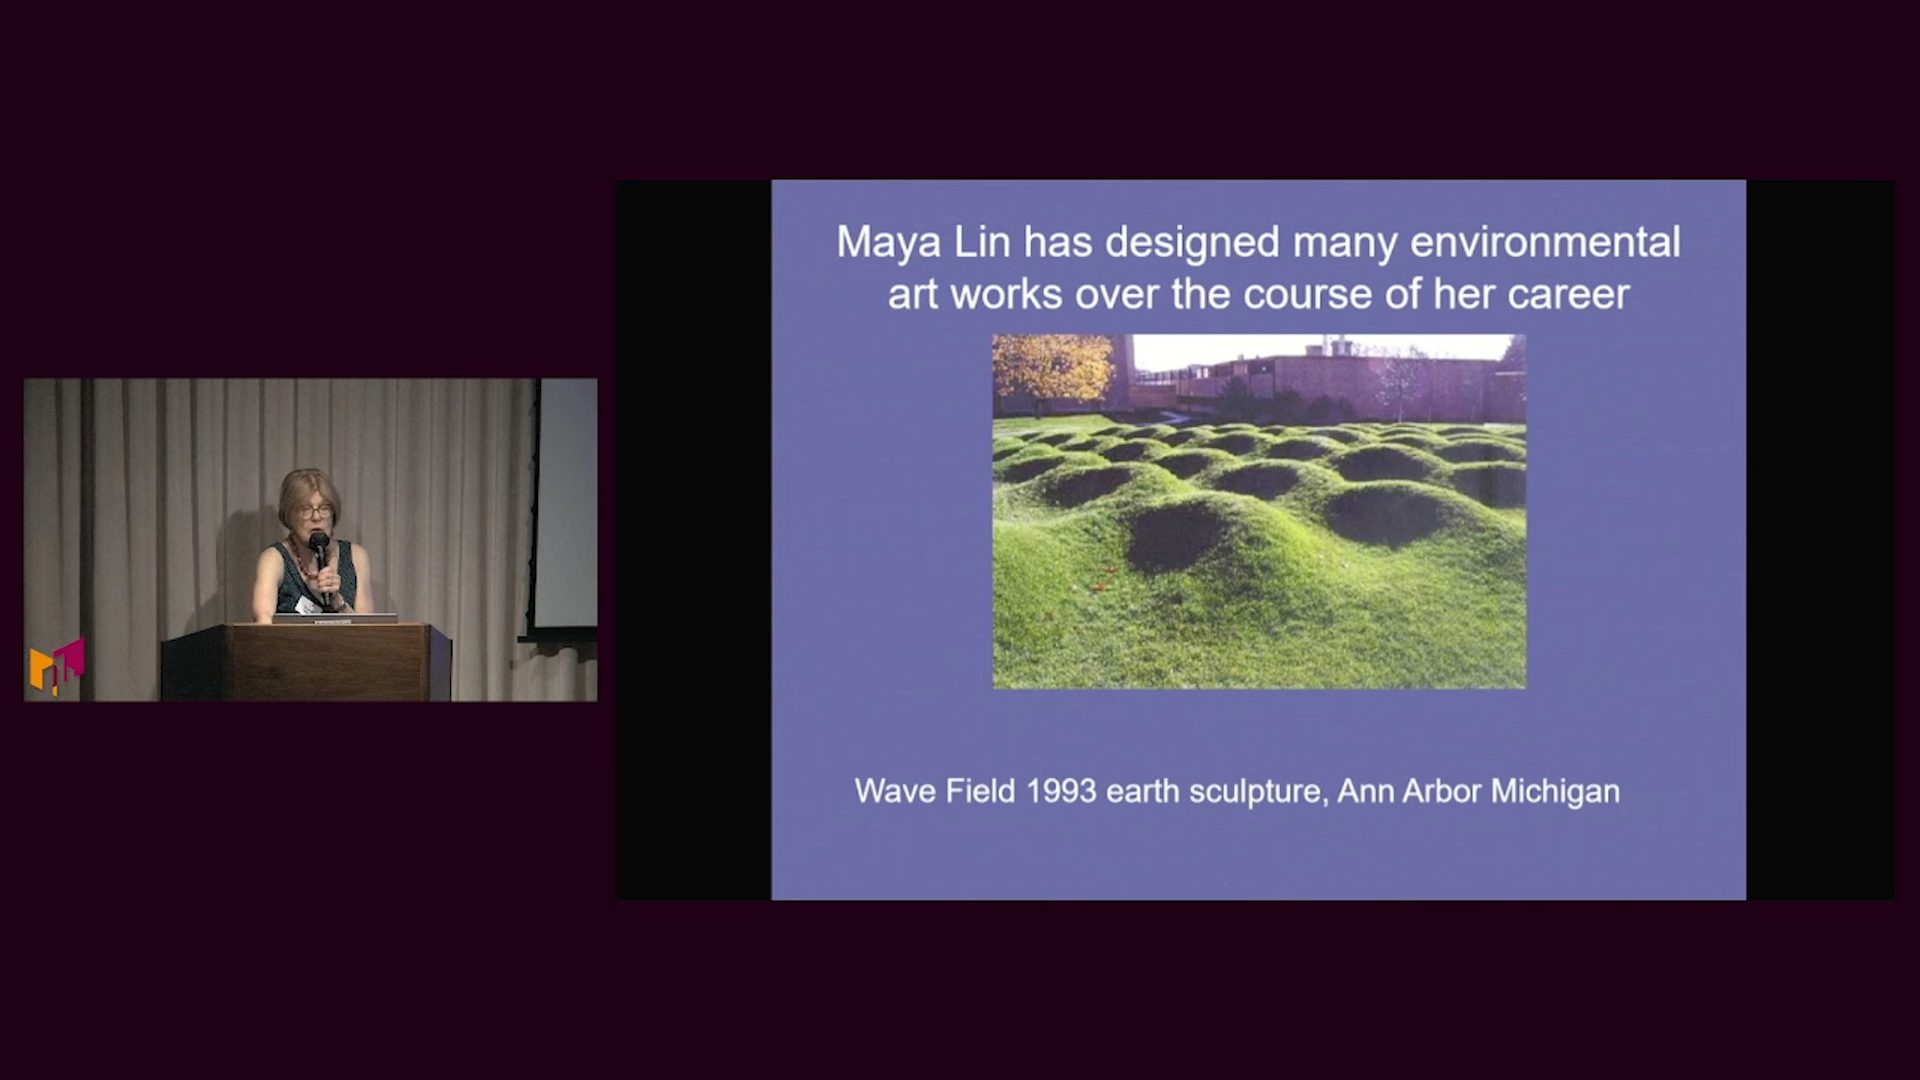 Maya Lin has designed many environmental
art works over the course of her career
Wave Field 1993 earth sculpture, Ann Arbor Michigan